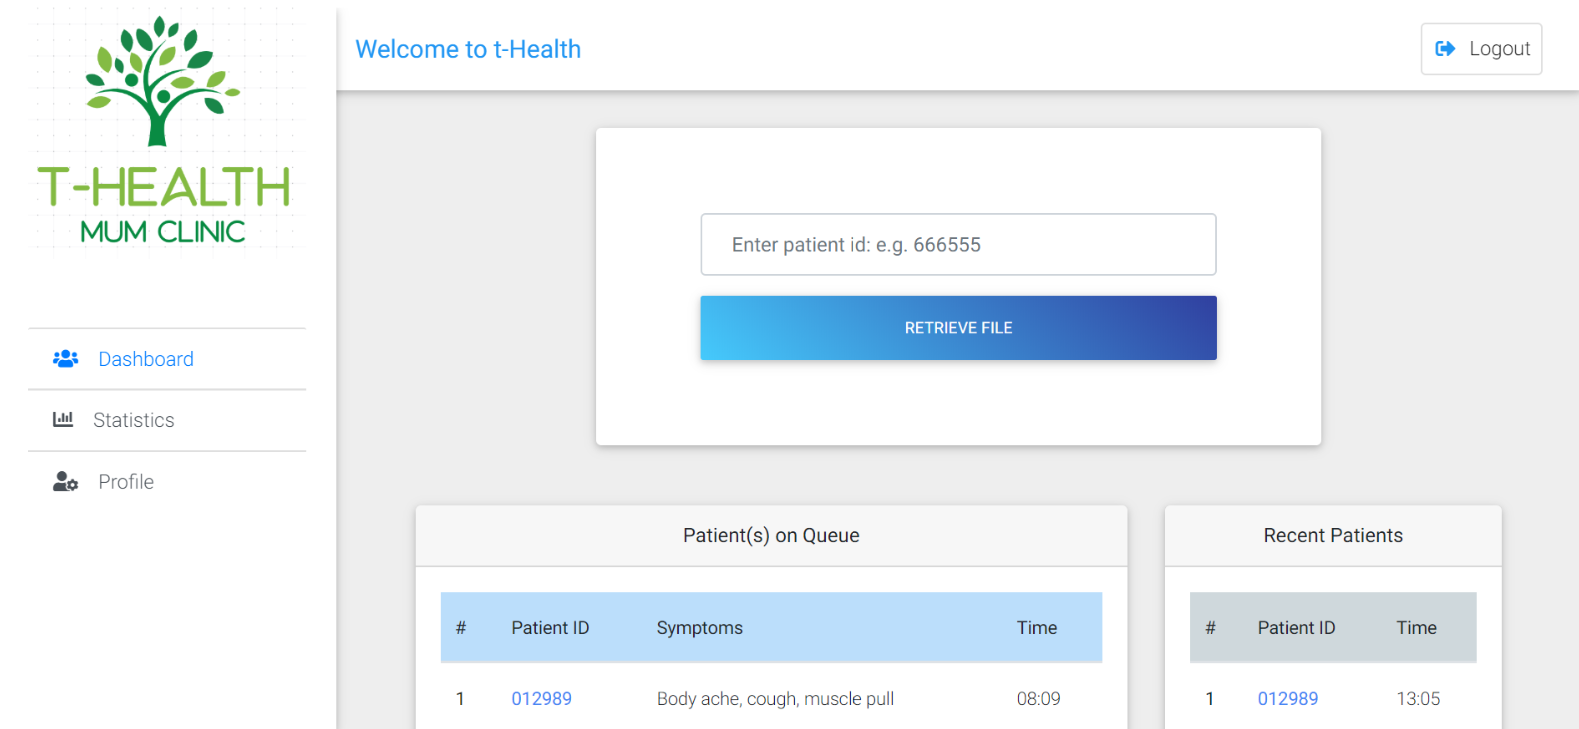 T-HEALTH
MUM CLINIC
Welcome to t-Health
Logout
Dashboard
Statistics
Profile
Enter patient id: e.g. 666555
RETRIEVE FILE
Patient(s) on Queue
# Patient ID Symptoms Time
1 012989 Body ache, cough, muscle pull 08:09
Recent Patients
# Patient ID Time
1 012989 13:05